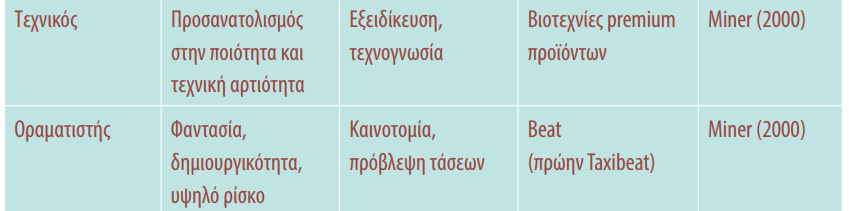 Τεχνικός Προσανατολισμός στην ποιότητα και τεχνική αρτιότητα Εξειδίκευση, τεχνογνωσία Βιοτεχνίες premium προϊόντων Miner (2000)
Οραματιστής Φαντασία, δημιουργικότητα, υψηλό ρίσκο Καινοτομία, πρόβλεψη τάσεων Beat (πρώην Taxibeat) Miner (2000)